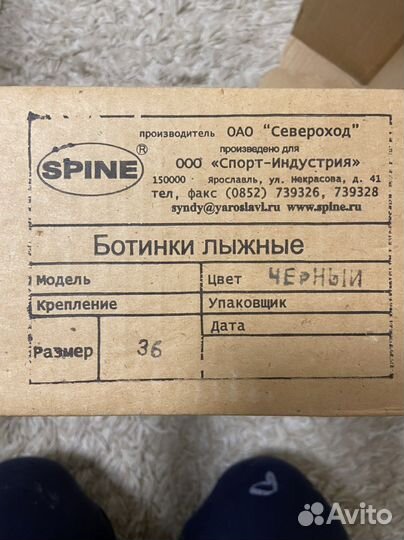 производитель ОАО "Североход"
произведено для
ООО «Спорт-Индустрия»
150000 Ярославль, ул. Некрасова, д. 41
тел, факс (0852) 739326, 739328
syndy@yaroslavl.ru www.spine.ru
SPINE®
Ботинки лыжные
Модель
Цвет ЧЕРНЫЙ
Крепление
Упаковщик
Дата
Размер 36
Avito